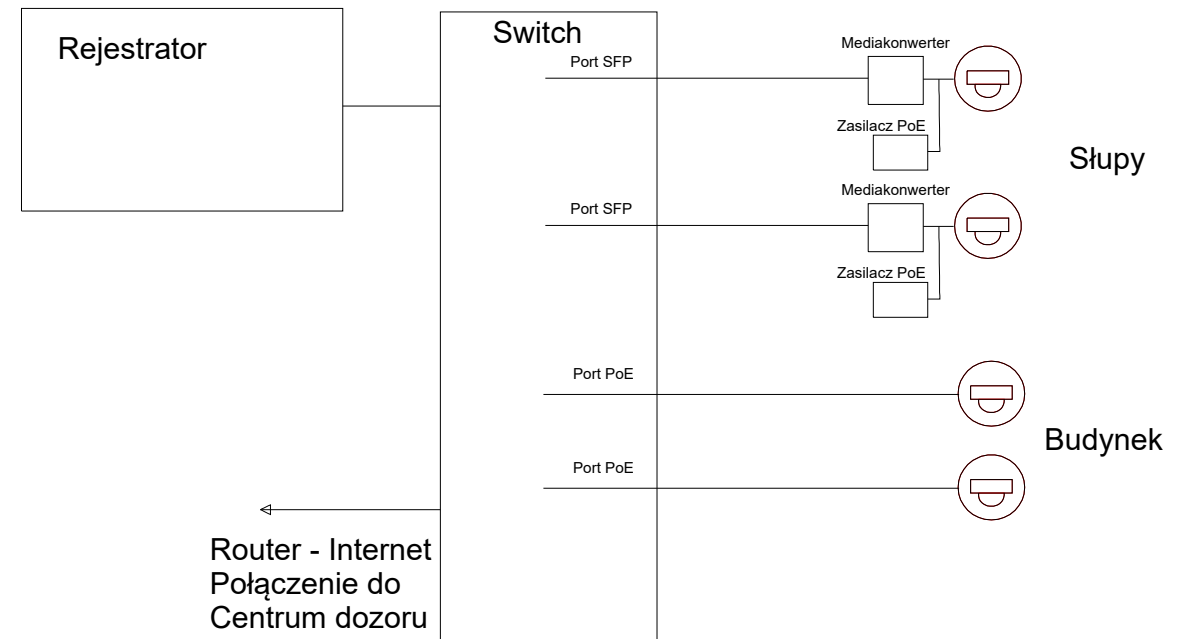 Rejestrator
Switch
Port SFP
Mediakonwerter
Zasilacz PoE
Słupy
Port SFP
Mediakonwerter
Zasilacz PoE
Port PoE
Budynek
Port PoE
Router - Internet
Połączenie do
Centrum dozoru